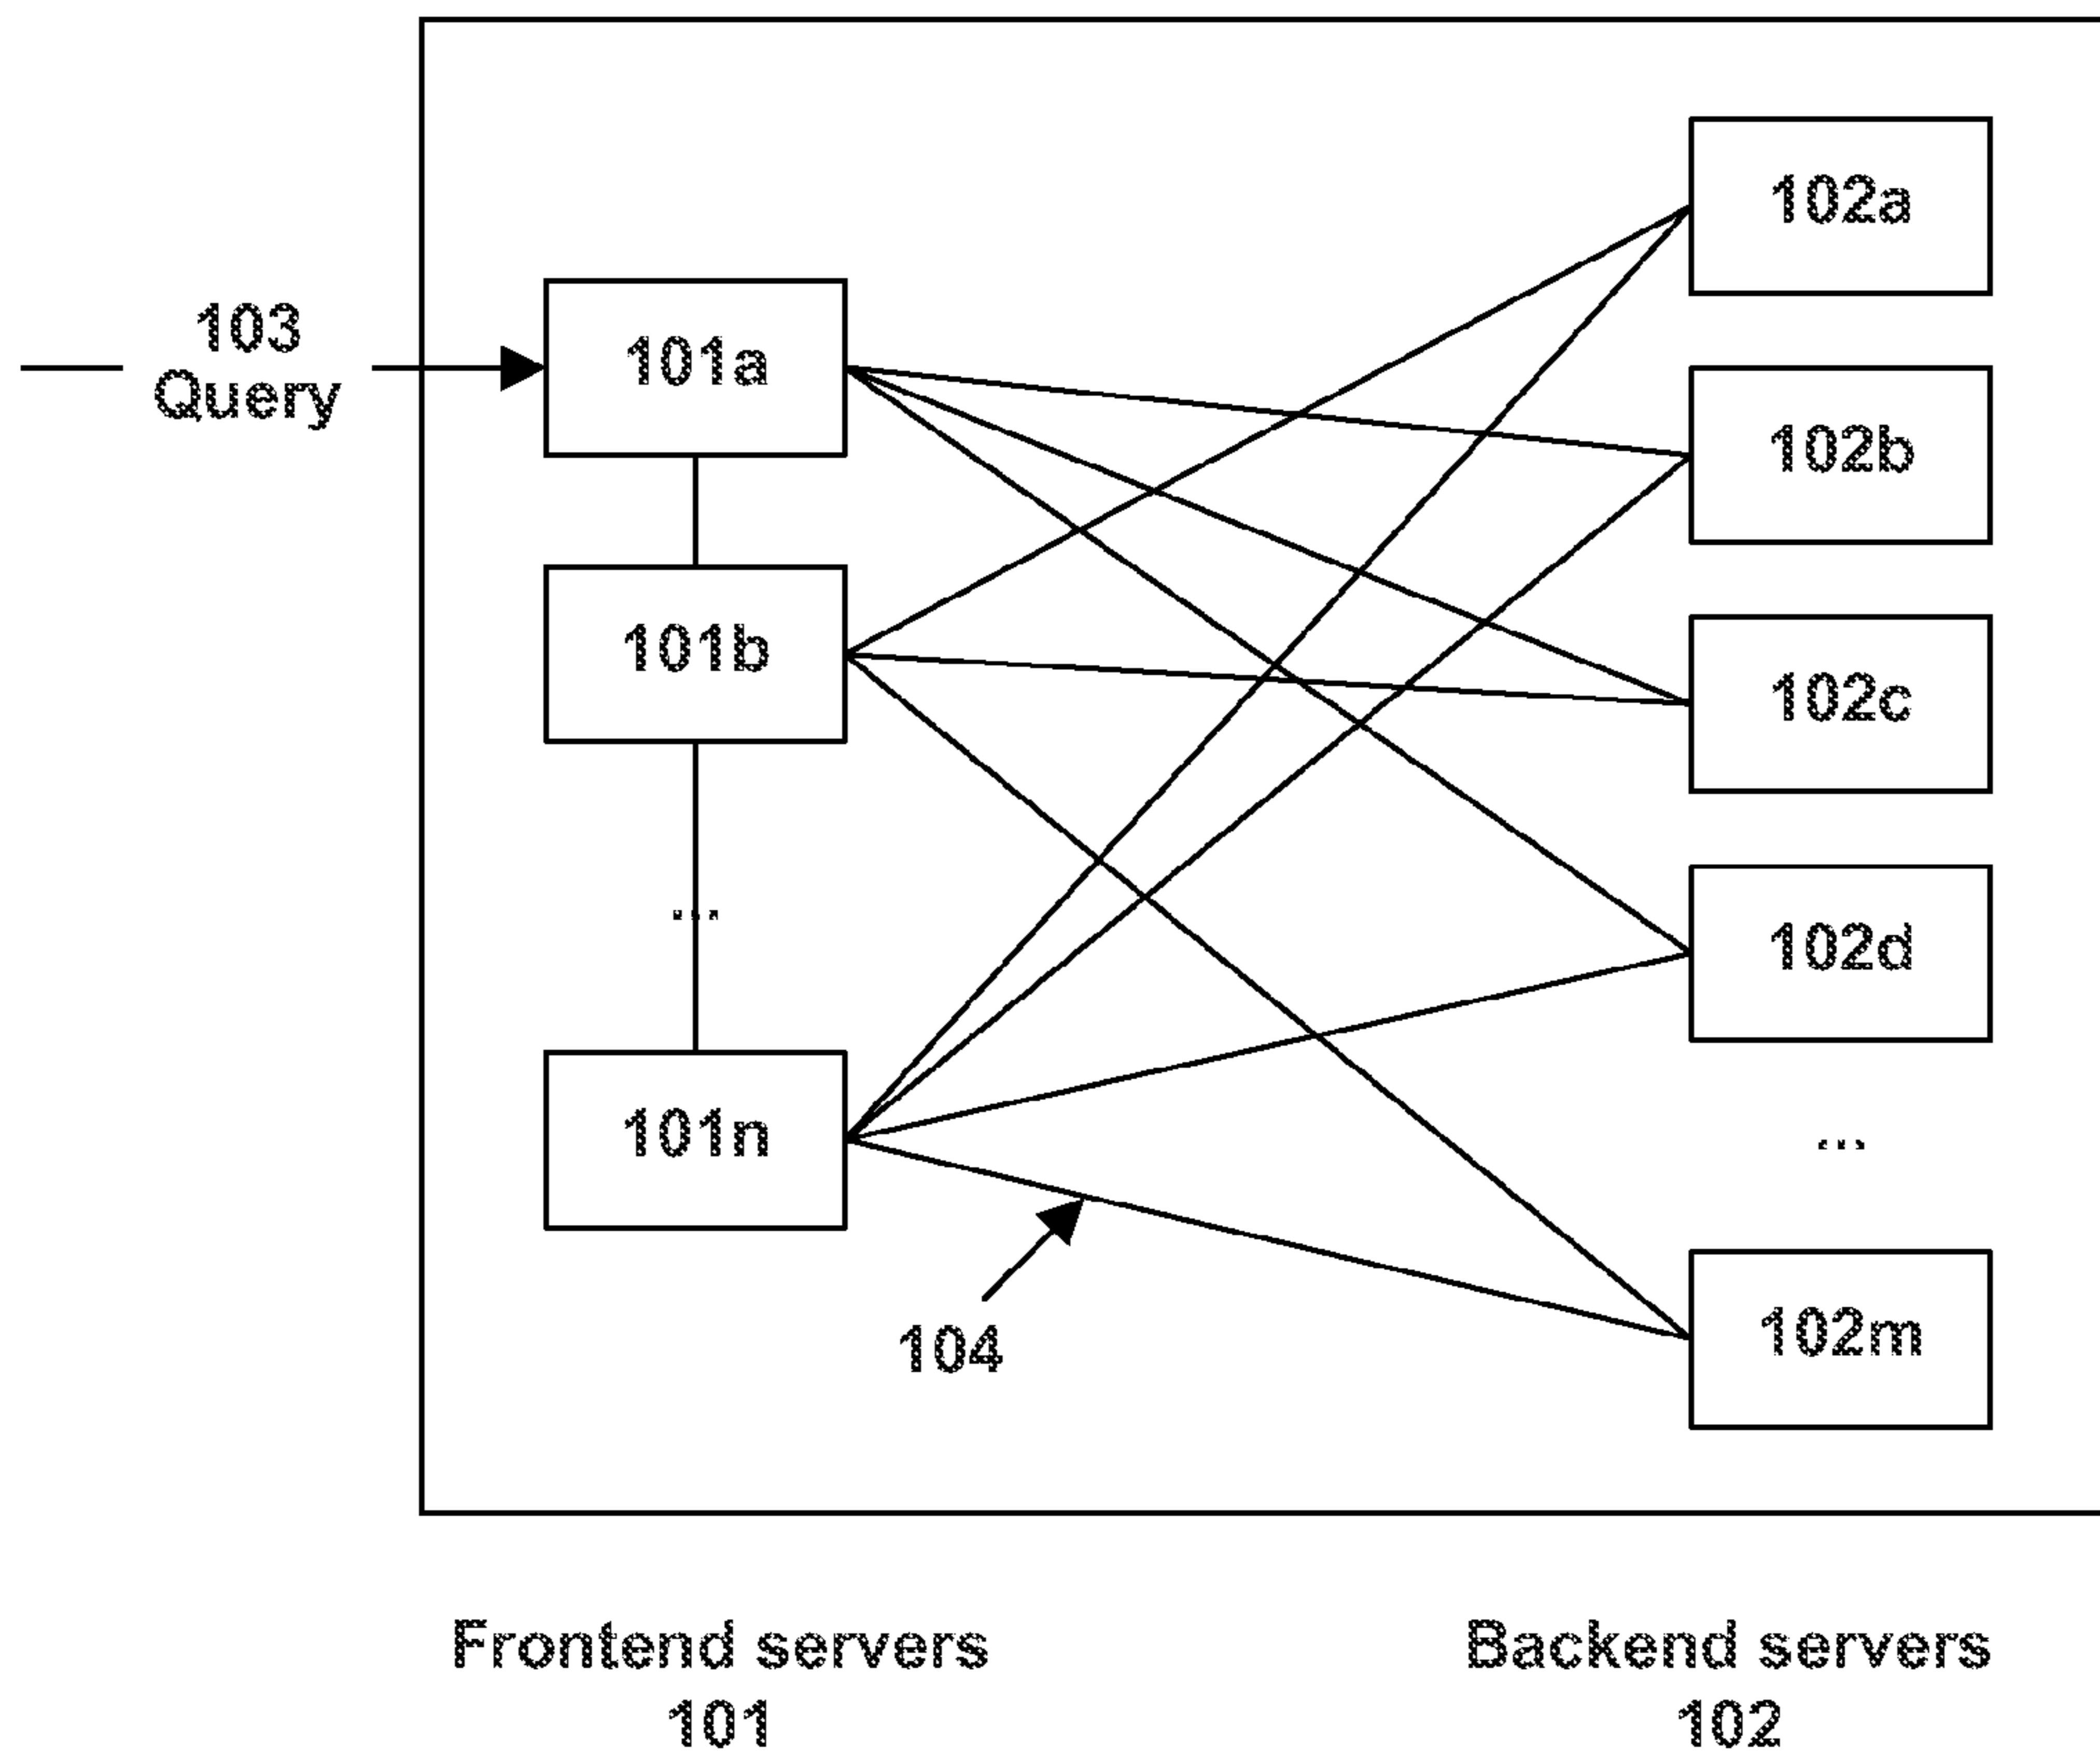 103
Query
101a
101b
...
101n
102a
102b
102c
102d
...
102m
104
Frontend servers
101
Backend servers
102